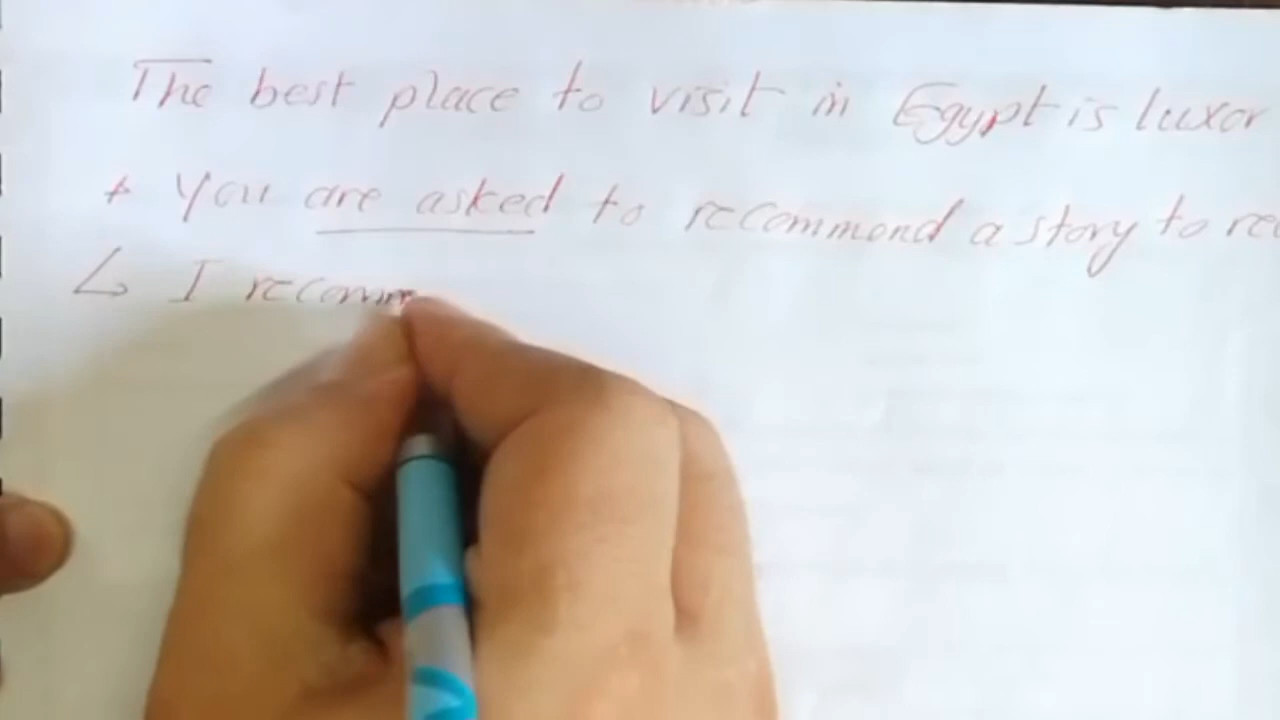 The best place to visit in Egypt is luxor
+ You are asked to recommend a story to
↳ I recomm